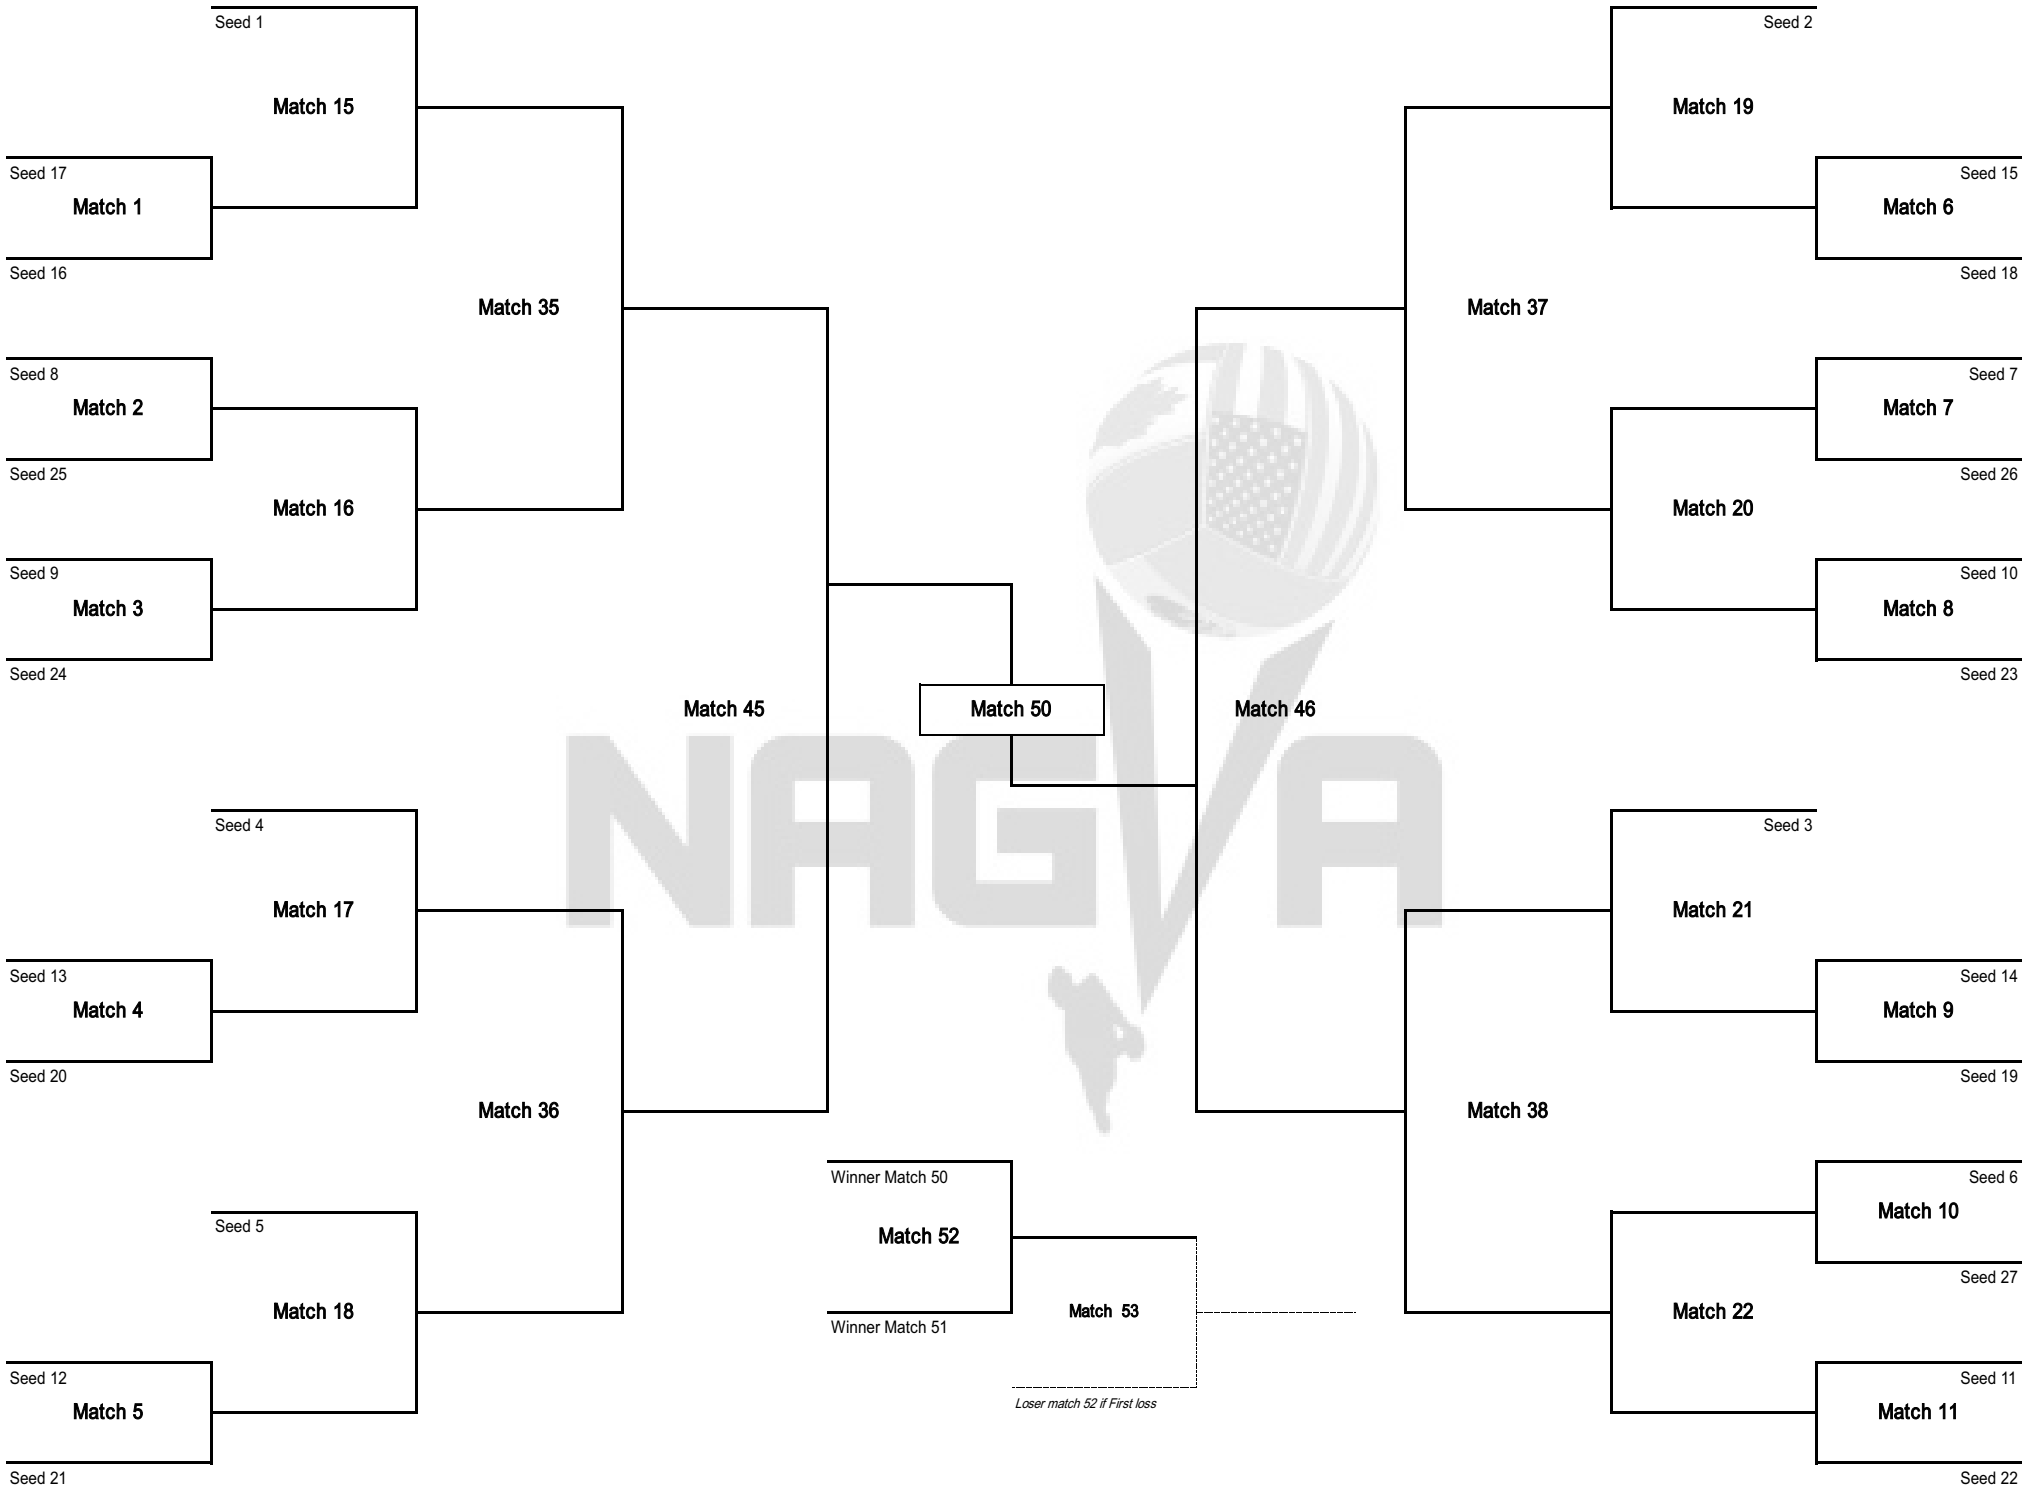 Seed 1
Seed 2
Match 15
Match 19
Seed 17
Seed 15
Match 1
Match 6
Seed 16
Seed 18
Match 35
Match 37
Seed 8
Seed 7
Match 2
Match 7
Seed 25
Seed 26
Match 16
Match 20
Seed 9
Seed 10
Match 3
Match 8
Seed 24
Seed 23
Match 45
Match 50
Match 46
NAGVA
Seed 4
Seed 3
Match 17
Match 21
Seed 13
Seed 14
Match 4
Match 9
Seed 20
Seed 19
Match 36
Match 38
Winner Match 50
Seed 6
Seed 5
Match 10
Match 52
Seed 27
Match 18
Match 53
Match 22
Winner Match 51
Seed 12
Seed 11
Loser match 52 if First loss
Match 5
Match 11
Seed 21
Seed 22